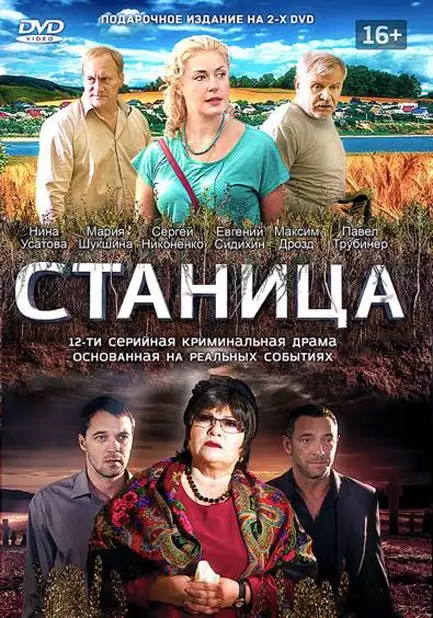 ПОДАРОЧНОЕ ИЗДАНИЕ НА 2-Х DVD
DVD
VIDEO
16+
Нина Мария Сергей Евгений Максим Павел
Усатова Шукшина Никоненко Сидихин Дрозд Трубинер
СТАНИЦА
12-ТИ СЕРИЙНАЯ КРИМИНАЛЬНАЯ ДРАМА
ОСНОВАННАЯ НА РЕАЛЬНЫХ СОБЫТИЯХ